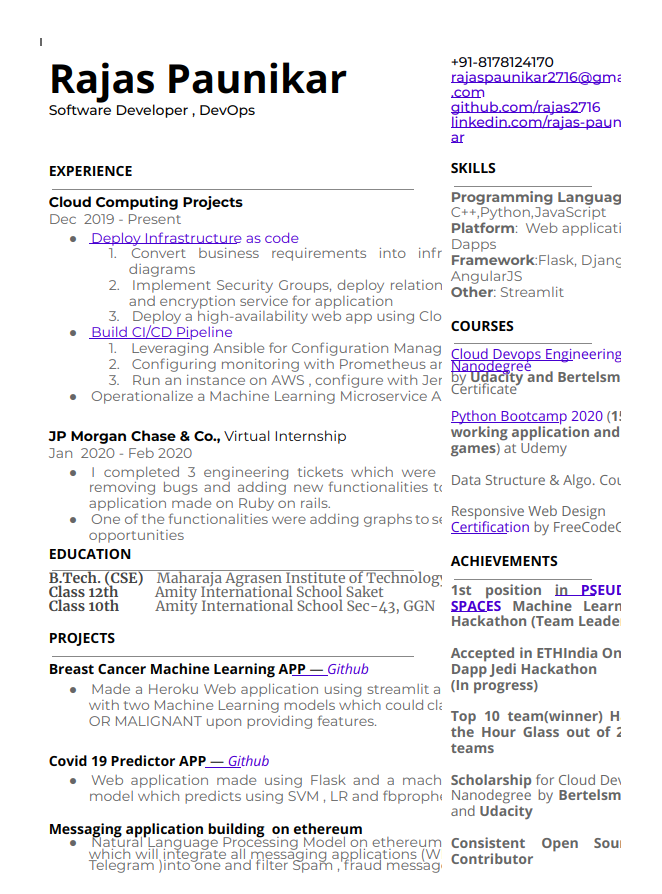 Rajas Paunikar
Software Developer , DevOps
EXPERIENCE
Cloud Computing Projects
Dec 2019 - Present
● Deploy Infrastructure as code
1. Convert business requirements into infr
diagrams
2. Implement Security Groups, deploy relation
and encryption service for application
3. Deploy a high-availability web app using Clo
● Build CI/CD Pipeline
1. Leveraging Ansible for Configuration Manag
2. Configuring monitoring with Prometheus ar
3. Run an instance on AWS , configure with Jer
● Operationalize a Machine Learning Microservice A
JP Morgan Chase & Co., Virtual Internship
Jan 2020 - Feb 2020
● I completed 3 engineering tickets which were
removing bugs and adding new functionalities to
application made on Ruby on rails.
● One of the functionalities were adding graphs to se
opportunities
EDUCATION
B.Tech. (CSE) Maharaja Agrasen Institute of Technology
Class 12th Amity International School Saket
Class 10th Amity International School Sec-43, GGN
PROJECTS
Breast Cancer Machine Learning APP — Github
● Made a Heroku Web application using streamlit a
with two Machine Learning models which could cla
OR MALIGNANT upon providing features.
Covid 19 Predictor APP — Github
● Web application made using Flask and a mach
model which predicts using SVM , LR and fbprophe
Messaging application building on ethereum
● Natural Language Processing Model on ethereum
which will integrate all messaging applications (W
Telegram )into one and filter Spam , fraud messag
+91-8178124170
rajaspaunikar2716@gma
.com
github.com/rajas2716
linkedin.com/in/rajas-paun
ar
SKILLS
Programming Languag
C++,Python,JavaScript
Platform: Web applicati
Dapps
Framework:Flask, Djang
AngularJS
Other: Streamlit
COURSES
Cloud Devops Engineering
Nanodegree
by Udacity and Bertelsm
Certificate
Python Bootcamp 2020 (15
working application and
games) at Udemy
Data Structure & Algo. Cou
Responsive Web Design
Certification by FreeCodeC
ACHIEVEMENTS
1st position in PSEUD
SPACES Machine Learn
Hackathon (Team Leade
Accepted in ETHIndia On
Dapp Jedi Hackathon
(In progress)
Top 10 team(winner) H
the Hour Glass out of 2
teams
Scholarship for Cloud Dev
Nanodegree by Bertelsm
and Udacity
Consistent Open Sour
Contributor